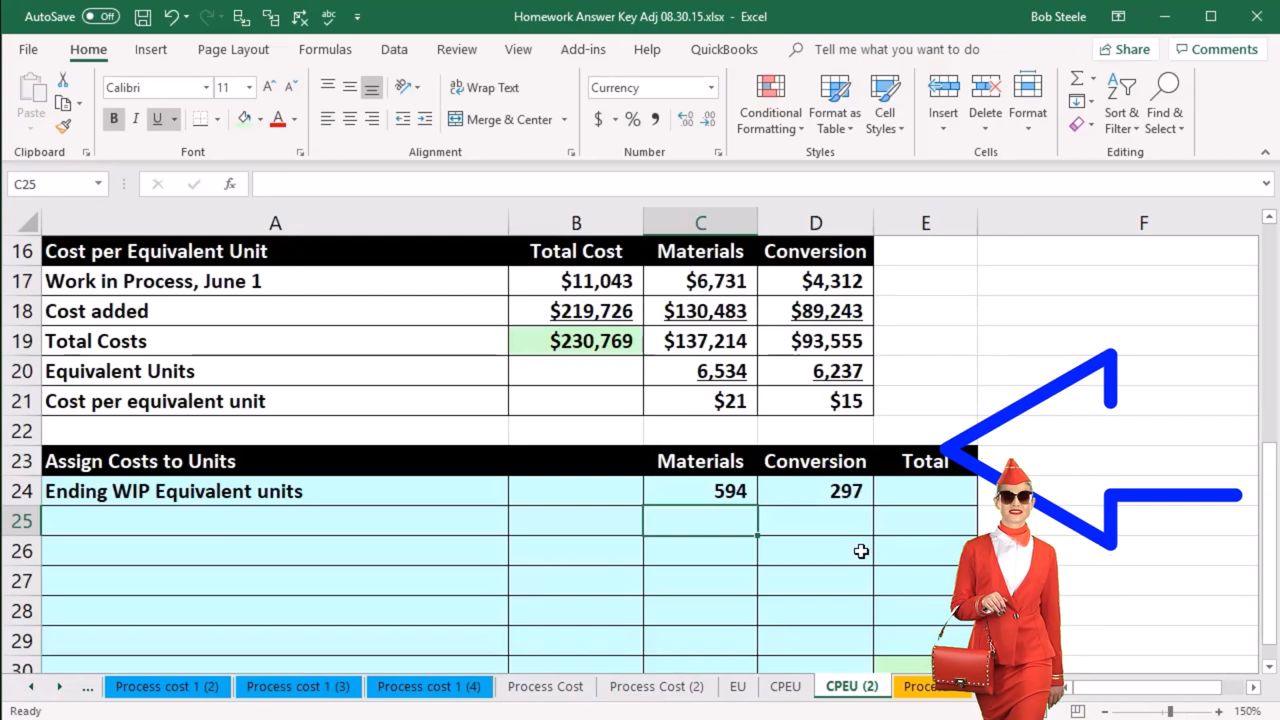 AutoSave Off Homework Answer Key Adj 08.30.15.xlsx - Excel Bob Steele
File Home Insert Page Layout Formulas Data Review View Add-ins Help QuickBooks Tell me what you want to do Share Comments
Paste Calibri 11 A^ Aˇ Wrap Text Currency
B I U A Merge & Center $ % , Conditional Formatting Format as Table Cell Styles Insert Delete Format Sort & Filter Find & Select
Clipboard Font Alignment Number Styles Cells Editing
C25 fx
A B C D E F
16 Cost per Equivalent Unit Total Cost Materials Conversion
17 Work in Process, June 1 $11,043 $6,731 $4,312
18 Cost added $219,726 $130,483 $89,243
19 Total Costs $230,769 $137,214 $93,555
20 Equivalent Units 6,534 6,237
21 Cost per equivalent unit $21 $15
22
23 Assign Costs to Units Materials Conversion Total
24 Ending WIP Equivalent units 594 297
25
26
27
28
29
30
... Process cost 1 (2) Process cost 1 (3) Process cost 1 (4) Process Cost Process Cost (2) EU CPEU CPEU (2)
Ready 150%